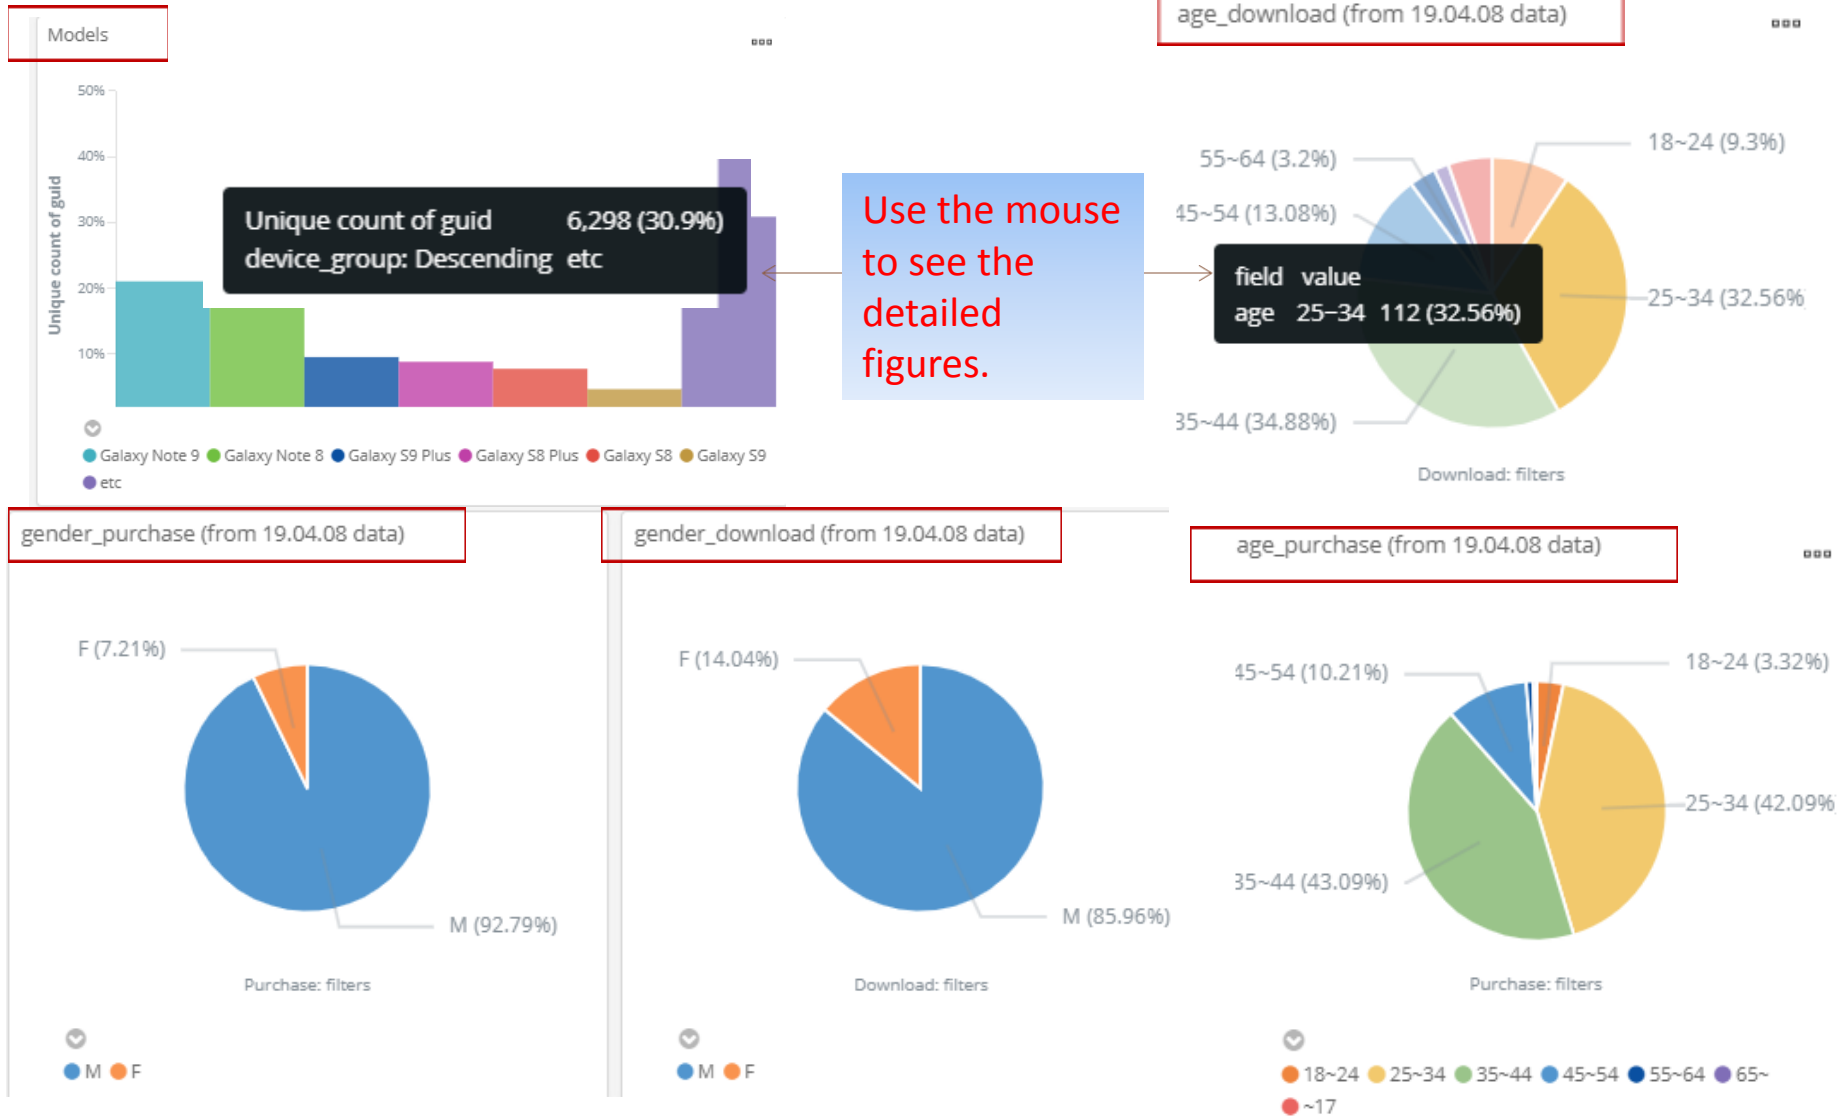 Models
50%
40%
30%
20%
10%
Unique count of guid
Unique count of guid 6,298 (30.9%)
device_group: Descending etc
Galaxy Note 9 Galaxy Note 8 Galaxy S9 Plus Galaxy S8 Plus Galaxy S8 Galaxy S9
etc
Use the mouse
to see the
detailed
figures.
age_download (from 19.04.08 data)
18~24 (9.3%)
55~64 (3.2%)
45~54 (13.08%)
field value
age 25−34 112 (32.56%)
25~34 (32.56%
35~44 (34.88%)
Download: filters
gender_purchase (from 19.04.08 data)
F (7.21%)
M (92.79%)
Purchase: filters
M F
gender_download (from 19.04.08 data)
F (14.04%)
M (85.96%)
Download: filters
M F
age_purchase (from 19.04.08 data)
18~24 (3.32%)
45~54 (10.21%)
25~34 (42.09%)
35~44 (43.09%)
Purchase: filters
18~24 25~34 35~44 45~54 55~64 65~
~17